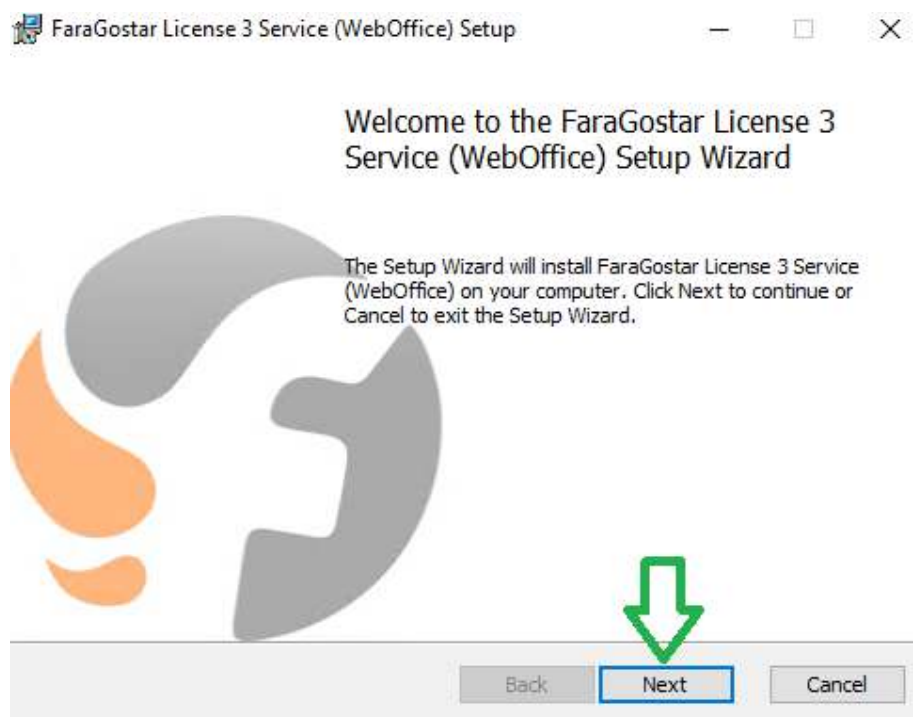 FaraGostar License 3 Service (WebOffice) Setup
Welcome to the FaraGostar License 3
Service (WebOffice) Setup Wizard
The Setup Wizard will install FaraGostar License 3 Service
(WebOffice) on your computer. Click Next to continue or
Cancel to exit the Setup Wizard.
Back Next Cancel